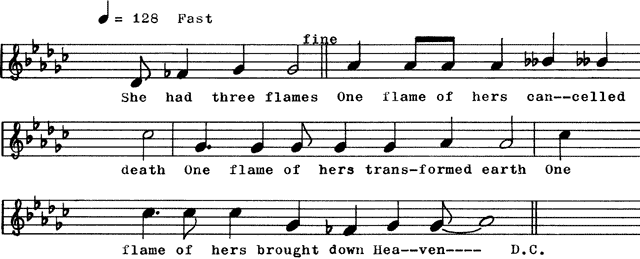 ♩ = 128 Fast
fine
She had three flames One flame of hers can--celled
death One flame of hers trans-formed earth One
flame of hers brought down Hea--ven---- D.C.